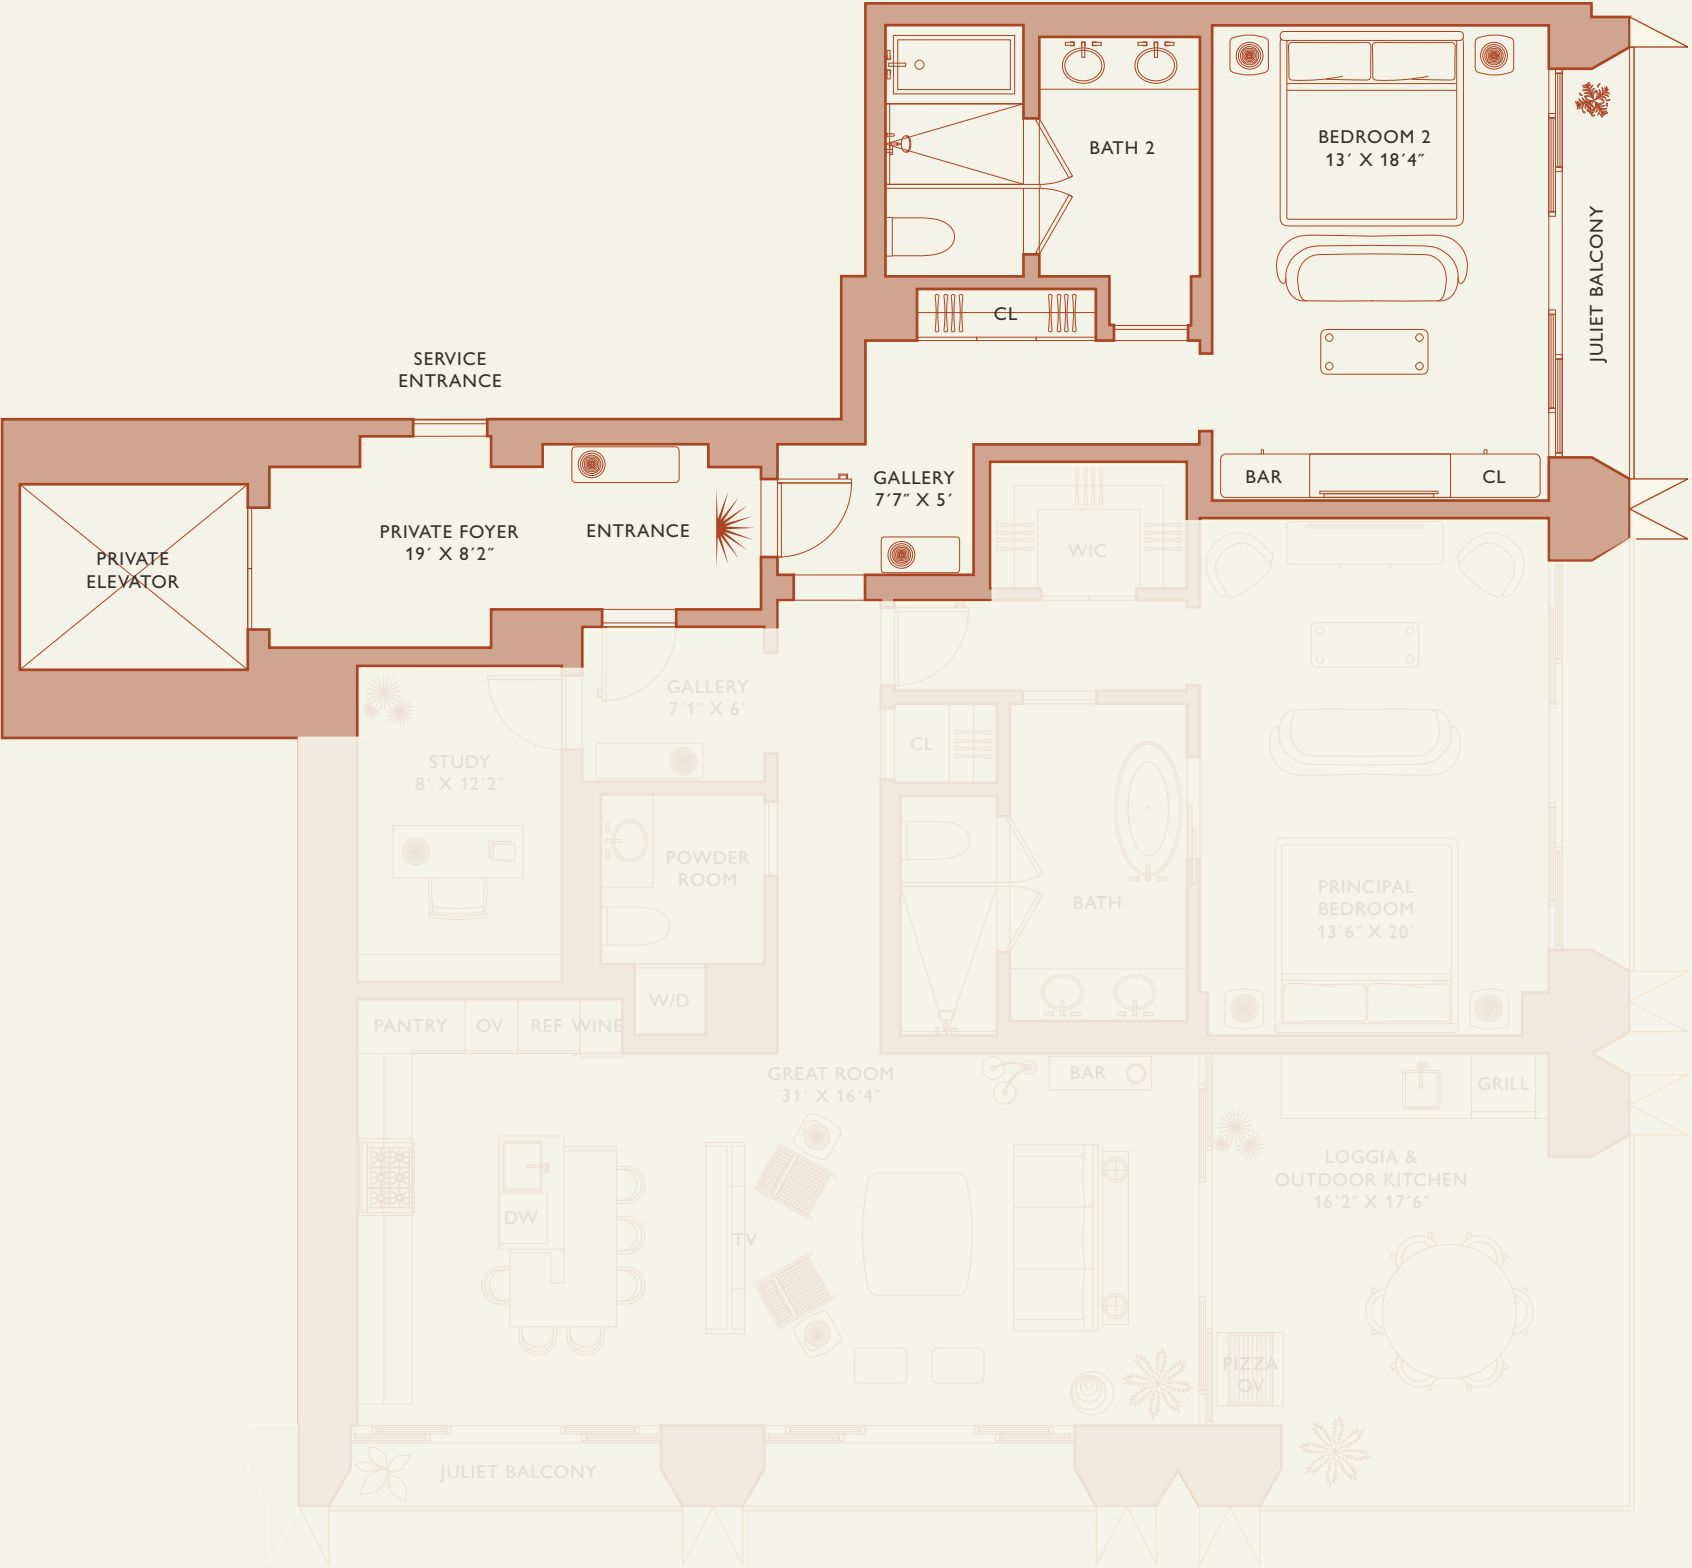 BATH 2
BEDROOM 2
13′ X 18′4″
JULIET BALCONY
CL
SERVICE
ENTRANCE
BAR
CL
GALLERY
7′7″ X 5′
PRIVATE FOYER
19′ X 8′2″
ENTRANCE
PRIVATE
ELEVATOR
WIC
GALLERY
7′1″ X 6′
STUDY
8′ X 12′2″
CL
POWDER
ROOM
BATH
PRINCIPAL
BEDROOM
13′6″ X 20′
W/D
PANTRY
OV
REF
WINE
GREAT ROOM
31′ X 16′4″
BAR
GRILL
LOGGIA &
OUTDOOR KITCHEN
16′2″ X 17′6″
DW
TV
PIZZA
OV
JULIET BALCONY